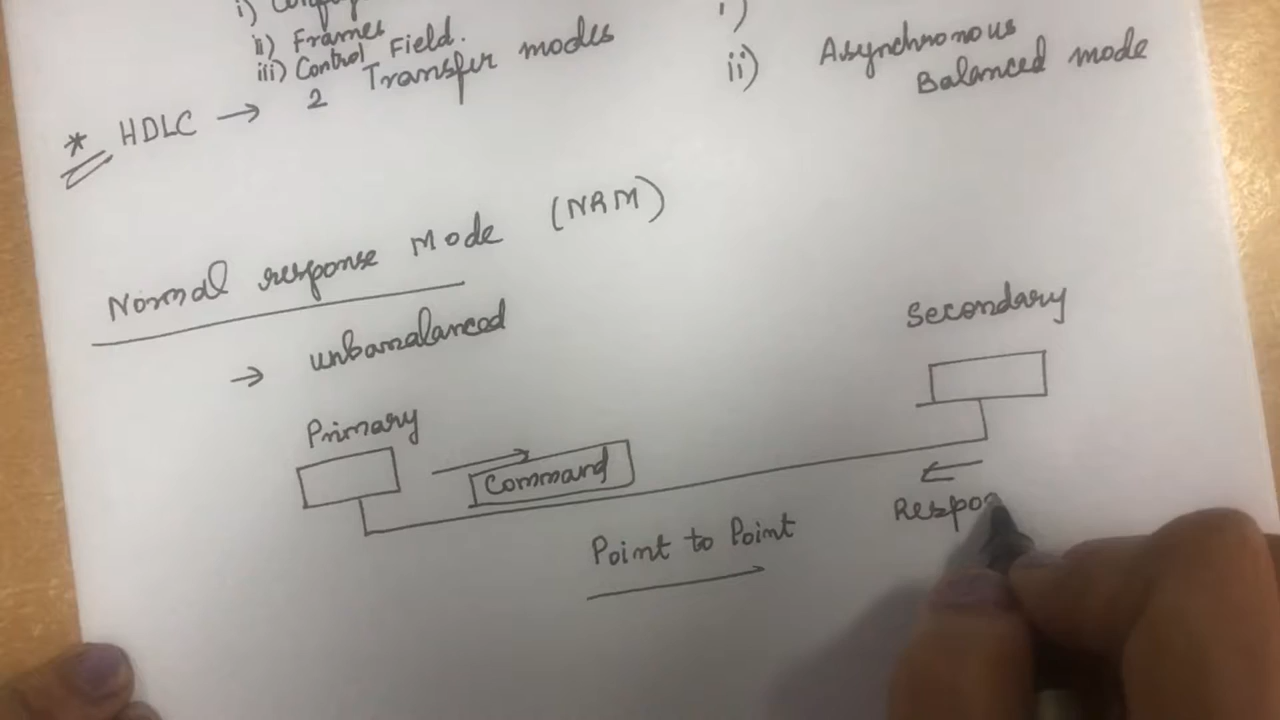 i)
ii) Frames
iii) Control Field.
* HDLC → 2 Transfer modes
i)
ii) Asynchronous
Balanced mode
Normal response Mode (NRM)
→ unbamalanced
Secondary
Primary
Command
Respo
Point to Point